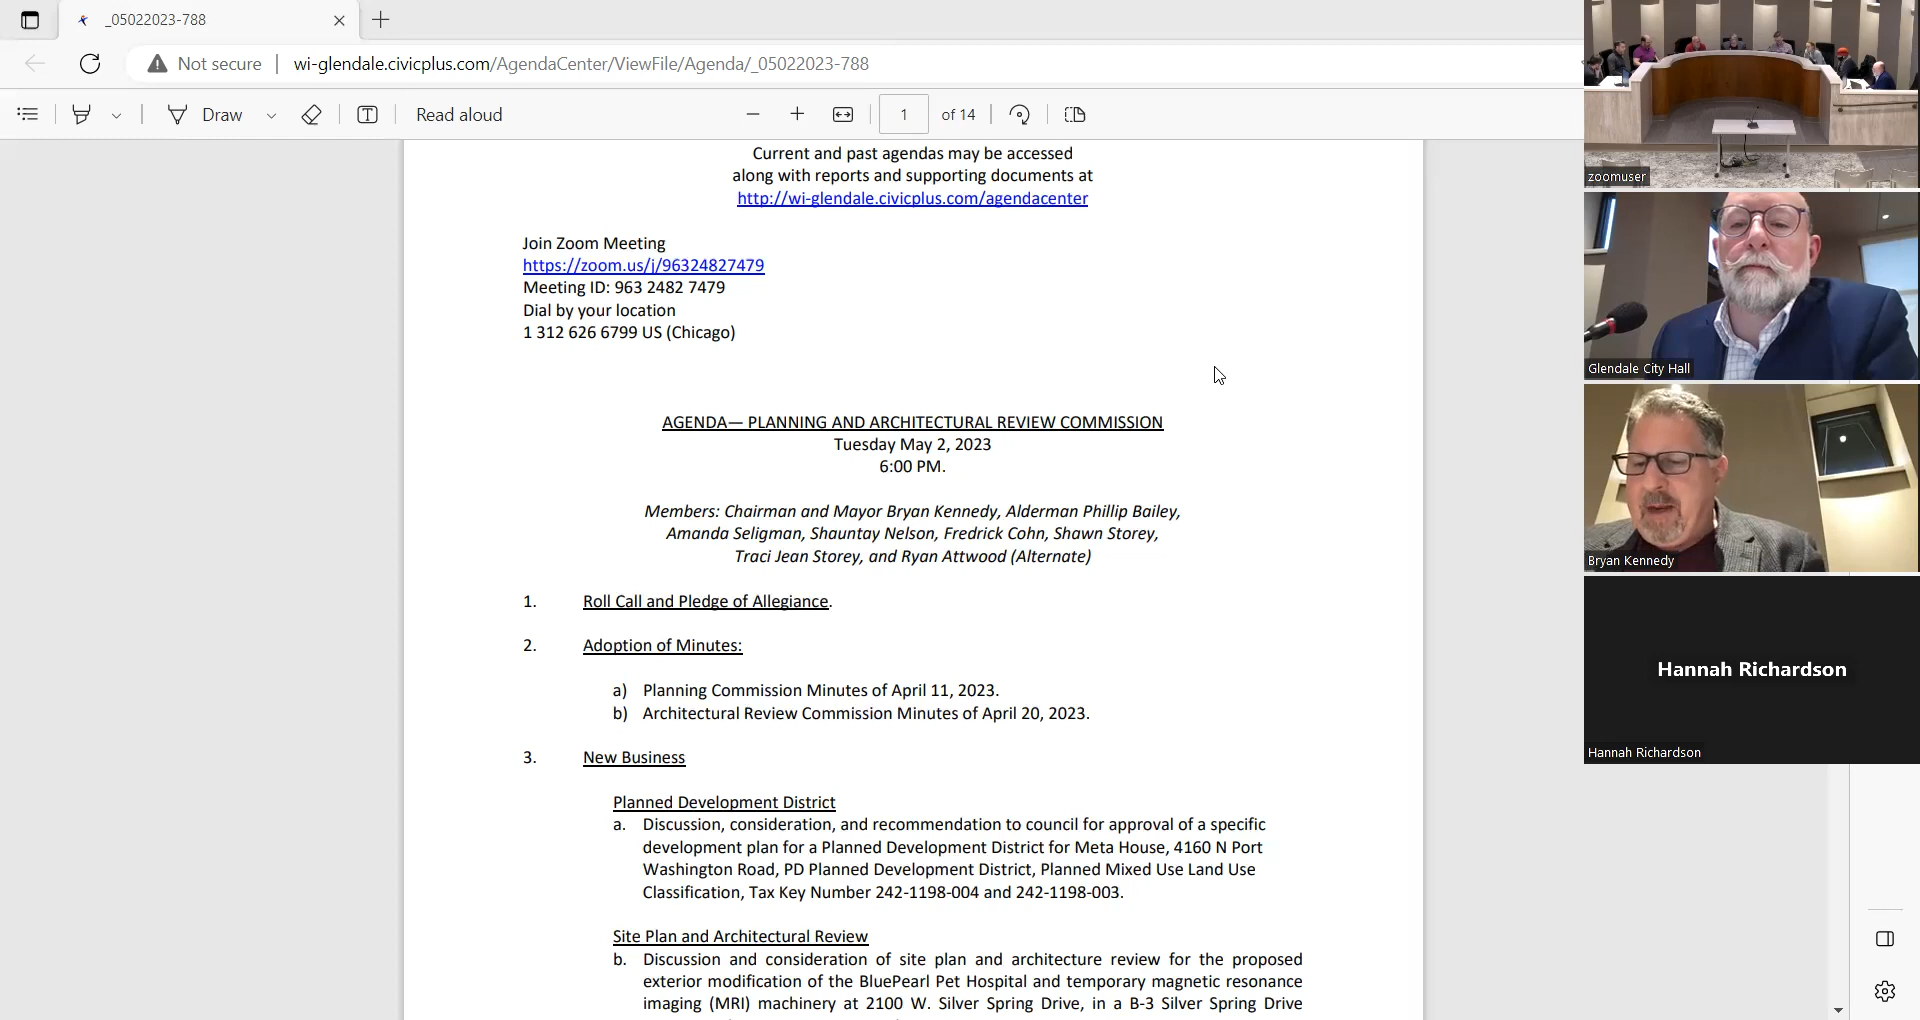 _05022023-788
Not secure
wi-glendale.civicplus.com/AgendaCenter/ViewFile/Agenda/_05022023-788
Draw
Read aloud
1 of 14
Current and past agendas may be accessed
along with reports and supporting documents at
http://wi-glendale.civicplus.com/agendacenter
Join Zoom Meeting
https://zoom.us/j/96324827479
Meeting ID: 963 2482 7479
Dial by your location
1 312 626 6799 US (Chicago)
AGENDA— PLANNING AND ARCHITECTURAL REVIEW COMMISSION
Tuesday May 2, 2023
6:00 PM.
Members: Chairman and Mayor Bryan Kennedy, Alderman Phillip Bailey,
Amanda Seligman, Shauntay Nelson, Fredrick Cohn, Shawn Storey,
Traci Jean Storey, and Ryan Attwood (Alternate)
1. Roll Call and Pledge of Allegiance.
2. Adoption of Minutes:
a) Planning Commission Minutes of April 11, 2023.
b) Architectural Review Commission Minutes of April 20, 2023.
3. New Business
Planned Development District
a. Discussion, consideration, and recommendation to council for approval of a specific
development plan for a Planned Development District for Meta House, 4160 N Port
Washington Road, PD Planned Development District, Planned Mixed Use Land Use
Classification, Tax Key Number 242-1198-004 and 242-1198-003.
Site Plan and Architectural Review
b. Discussion and consideration of site plan and architecture review for the proposed
exterior modification of the BluePearl Pet Hospital and temporary magnetic resonance
imaging (MRI) machinery at 2100 W. Silver Spring Drive, in a B-3 Silver Spring Drive
zoomuser
Glendale City Hall
Bryan Kennedy
Hannah Richardson
Hannah Richardson